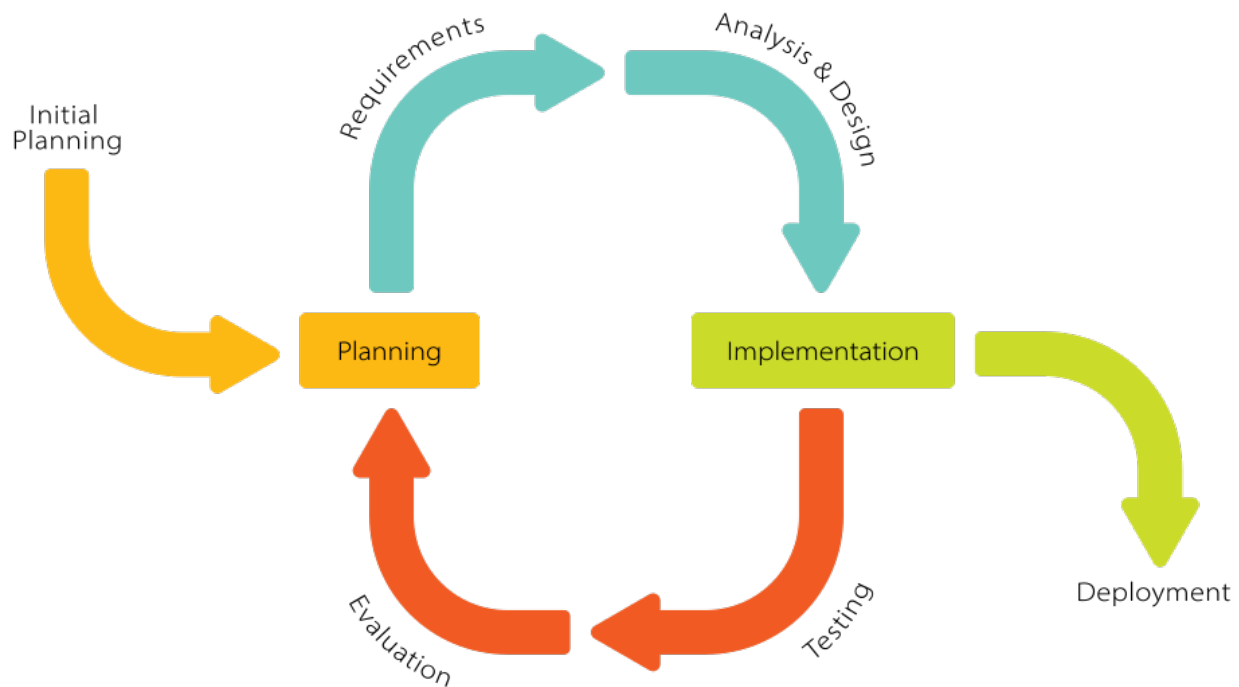 Initial
Planning
Requirements
Analysis & Design
Planning
Implementation
Evaluation
Testing
Deployment